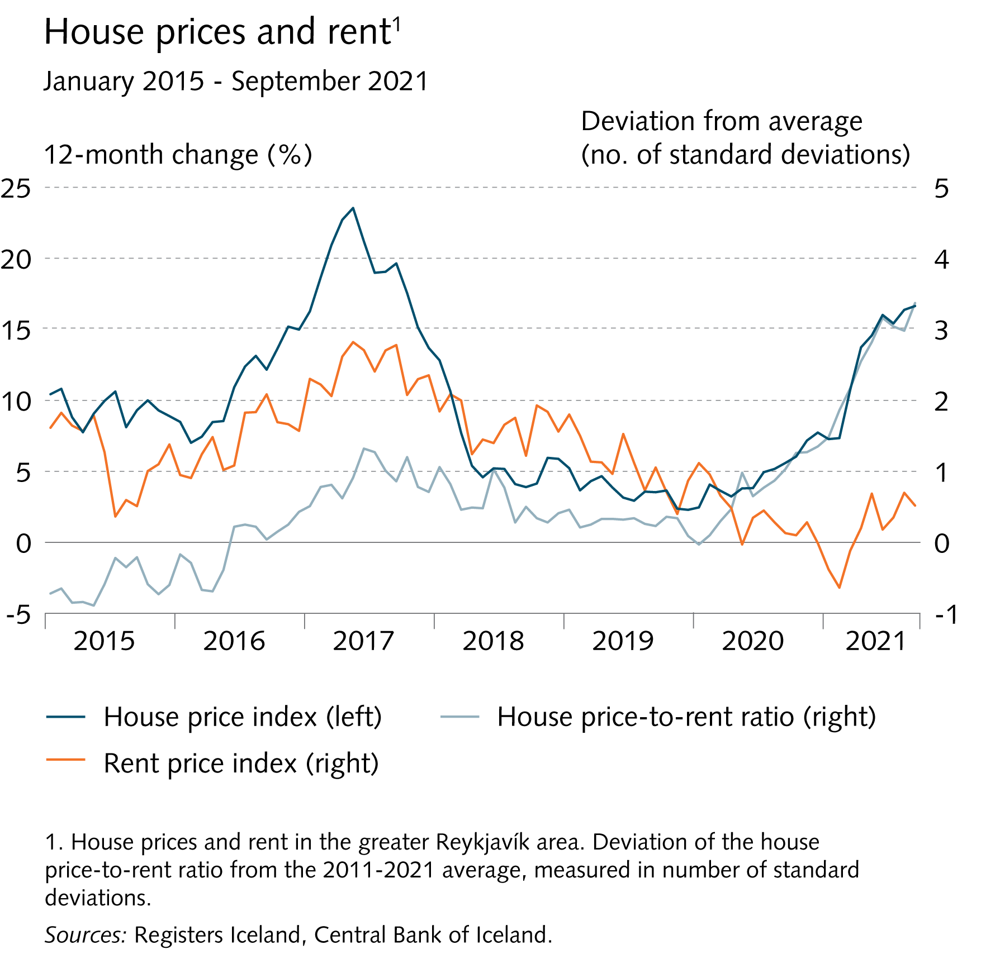 House prices and rent1
January 2015 - September 2021
Deviation from average
12-month change (%)
(no. of standard deviations)
25
5
20
4
15
3
10
2
5
1
0
0
-5
-1
2015
2016
2017
2018
2019
2020
2021
House price index (left)
House price-to-rent ratio (right)
Rent price index (right)
1. House prices and rent in the greater Reykjavík area. Deviation of the house
price-to-rent ratio from the 2011-2021 average, measured in number of standard
deviations.
Sources: Registers Iceland, Central Bank of Iceland.